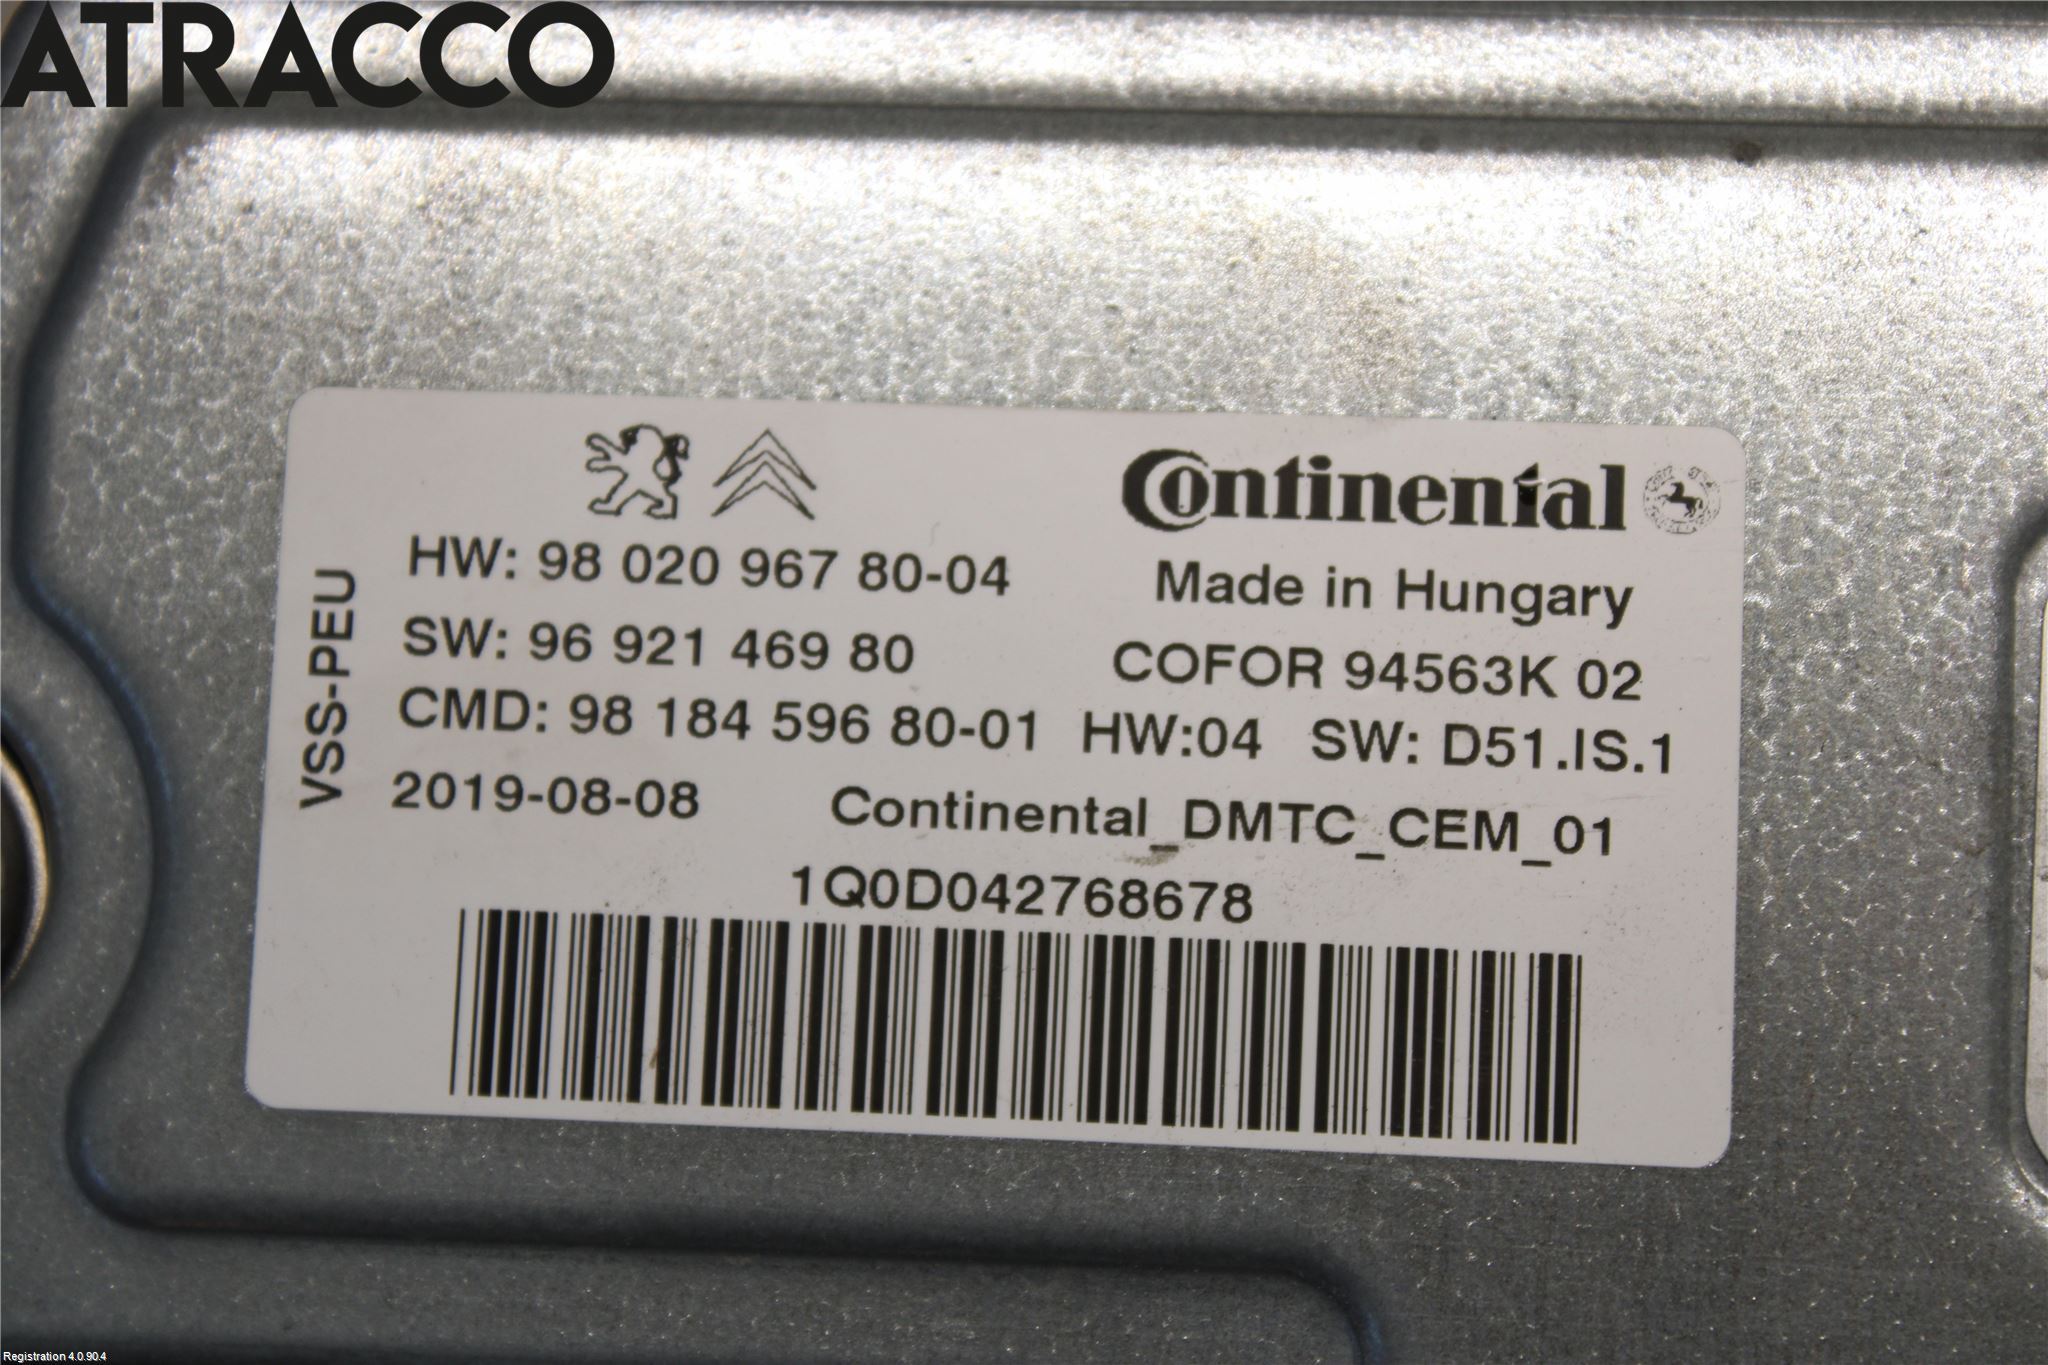 ATRACCO
Continental
HW: 98 020 967 80-04
Made in Hungary
SW: 96 921 469 80
COFOR 94563K 02
CMD: 98 184 596 80-01 HW:04 SW: D51.IS.1
2019-08-08 Continental_DMTC_CEM_01
VSS-PEU
1Q0D042768678
Registration 4.0.90.4